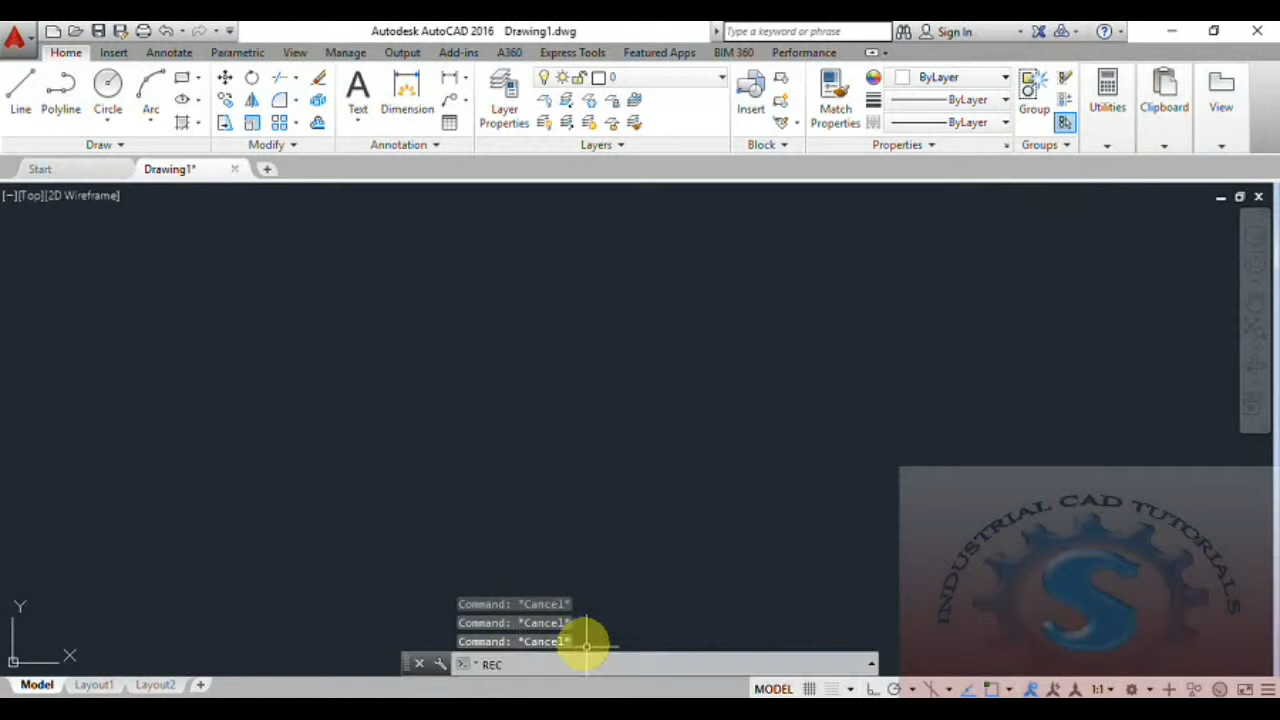 Autodesk AutoCAD 2016 Drawing1.dwg
Type a keyword or phrase
Sign In
Home Insert Annotate Parametric View Manage Output Add-ins A360 Express Tools Featured Apps BIM 360 Performance
Line Polyline Circle Arc
Text Dimension
Layer Properties
0
Insert
Match Properties
ByLayer
ByLayer
ByLayer
Group
Utilities
Clipboard
View
Draw Modify Annotation Layers Block Properties Groups
Start Drawing1*
[−][Top][2D Wireframe]
INDUSTRIAL CAD TUTORIALS
S
Y
X
Command: *Cancel*
Command: *Cancel*
Command: *Cancel*
REC
Model Layout1 Layout2
MODEL 1:1